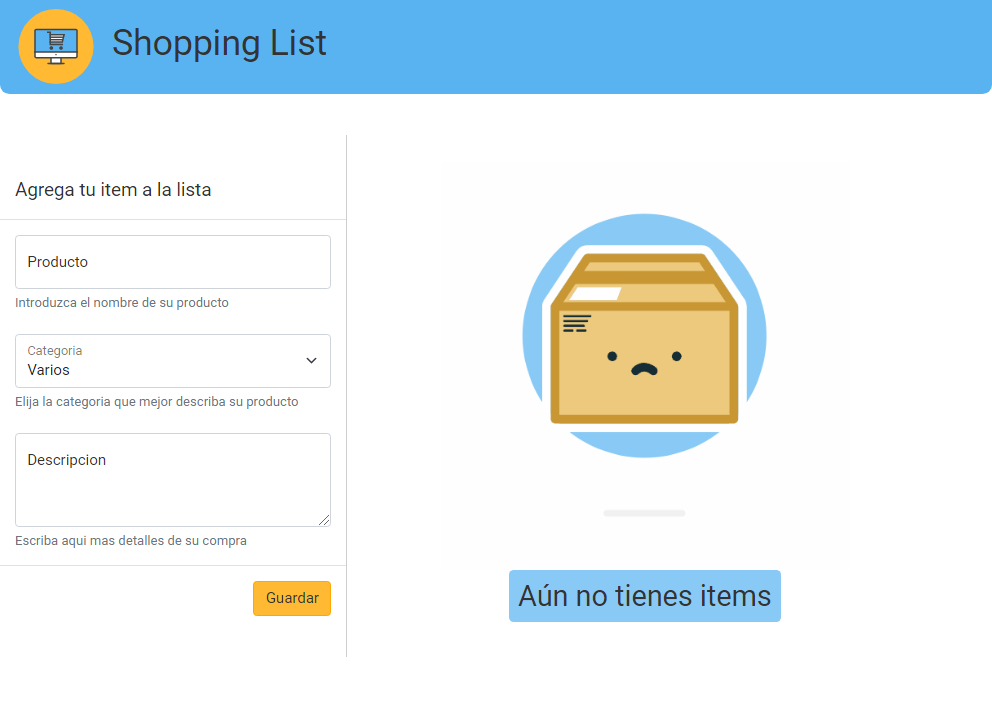 Shopping List
Agrega tu item a la lista
Producto
Introduzca el nombre de su producto
Categoria
Varios
Elija la categoria que mejor describa su producto
Descripcion
Escriba aqui mas detalles de su compra
Guardar
Aún no tienes items